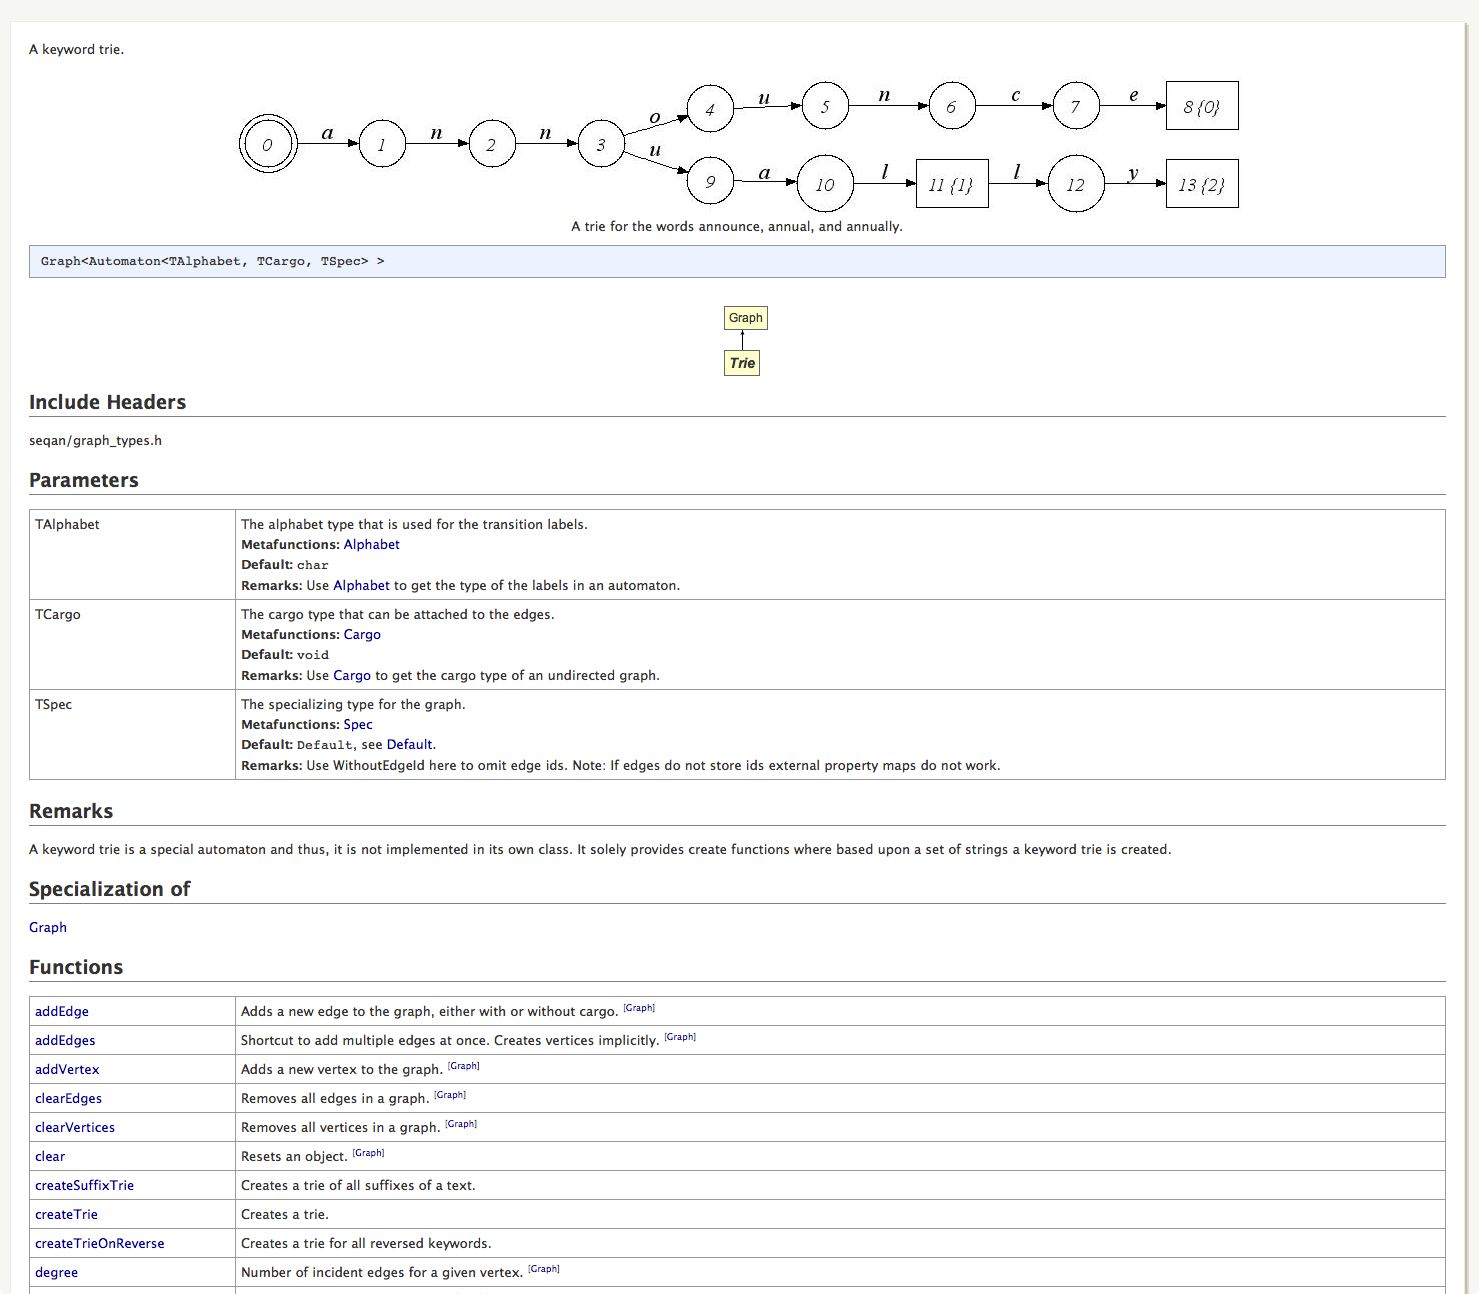 A keyword trie.
0 a 1 n 2 n 3 o 4 u 5 n 6 c 7 e 8 {0}
u 9 a 10 l 11 {1} l 12 y 13 {2}
A trie for the words announce, annual, and annually.
Graph<Automaton<TAlphabet, TCargo, TSpec> >
Graph
Trie
Include Headers
seqan/graph_types.h
Parameters
TAlphabet The alphabet type that is used for the transition labels.
Metafunctions: Alphabet
Default: char
Remarks: Use Alphabet to get the type of the labels in an automaton.
TCargo The cargo type that can be attached to the edges.
Metafunctions: Cargo
Default: void
Remarks: Use Cargo to get the cargo type of an undirected graph.
TSpec The specializing type for the graph.
Metafunctions: Spec
Default: Default, see Default.
Remarks: Use WithoutEdgeId here to omit edge ids. Note: If edges do not store ids external property maps do not work.
Remarks
A keyword trie is a special automaton and thus, it is not implemented in its own class. It solely provides create functions where based upon a set of strings a keyword trie is created.
Specialization of
Graph
Functions
addEdge Adds a new edge to the graph, either with or without cargo. [Graph]
addEdges Shortcut to add multiple edges at once. Creates vertices implicitly. [Graph]
addVertex Adds a new vertex to the graph. [Graph]
clearEdges Removes all edges in a graph. [Graph]
clearVertices Removes all vertices in a graph. [Graph]
clear Resets an object. [Graph]
createSuffixTrie Creates a trie of all suffixes of a text.
createTrie Creates a trie.
createTrieOnReverse Creates a trie for all reversed keywords.
degree Number of incident edges for a given vertex. [Graph]